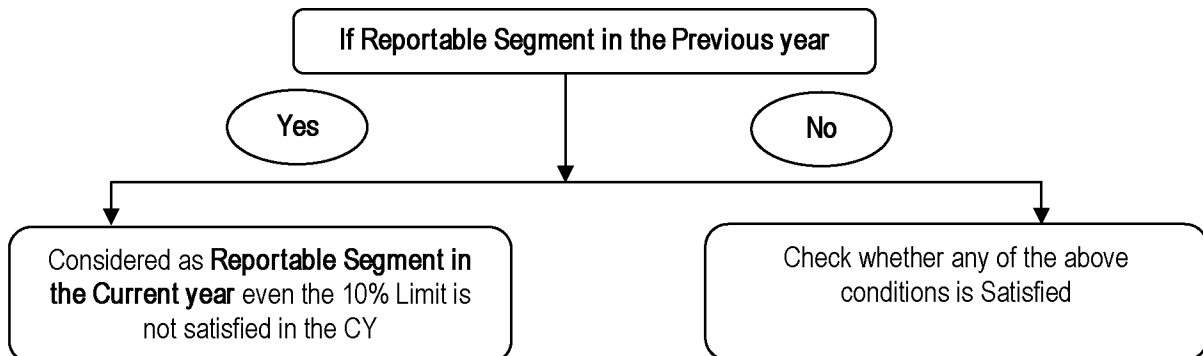 If Reportable Segment in the Previous year
Yes
No
Considered as Reportable Segment in
the Current year even the 10% Limit is
not satisfied in the CY
Check whether any of the above
conditions is Satisfied